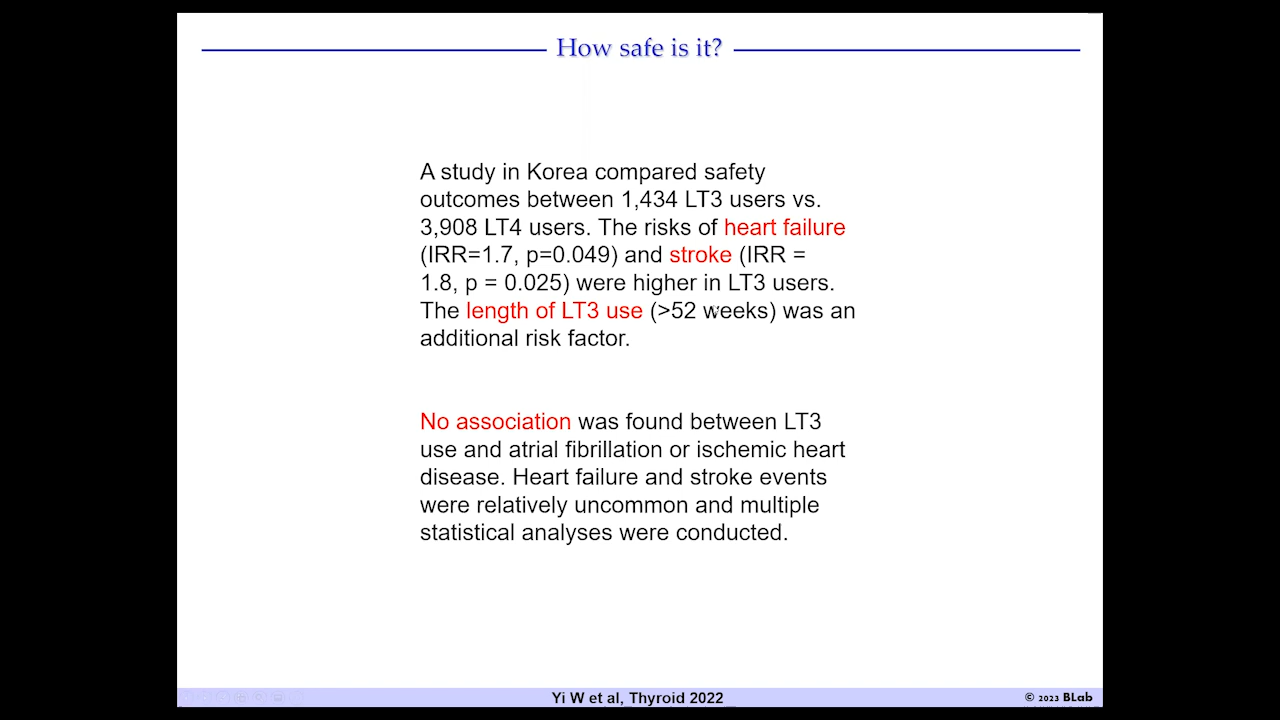 How safe is it?
A study in Korea compared safety
outcomes between 1,434 LT3 users vs.
3,908 LT4 users. The risks of heart failure
(IRR=1.7, p=0.049) and stroke (IRR =
1.8, p = 0.025) were higher in LT3 users.
The length of LT3 use (>52 weeks) was an
additional risk factor.
No association was found between LT3
use and atrial fibrillation or ischemic heart
disease. Heart failure and stroke events
were relatively uncommon and multiple
statistical analyses were conducted.
Yi W et al, Thyroid 2022
© 2023 BLab